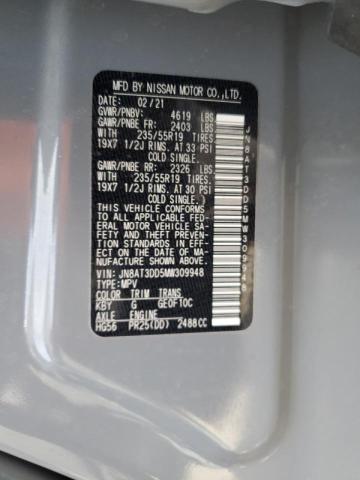 MFD BY NISSAN MOTOR CO.,LTD.
DATE: 02/21
GVWR/PNBV: 4619 LBS
GAWR/PNBE FR: 2403 LBS
WITH 235/55R19 TIRES,
19X7 1/2J RIMS, AT 33 PSI
COLD SINGLE.
GAWR/PNBE RR: 2326 LBS
WITH 235/55R19 TIRES,
19X7 1/2J RIMS, AT 30 PSI
COLD SINGLE.
THIS VEHICLE CONFORMS
TO ALL APPLICABLE FED-
ERAL MOTOR VEHICLE SA-
FETY AND THEFT PREVEN-
TION STANDARDS IN EFF-
ECT ON THE DATE OF MA-
NUFACTURE SHOWN ABOVE.
VIN: JN8AT3DD5MW309948
TYPE:MPV
COLOR TRIM TRANS
KBY G GEOFTOC
AXLE ENGINE
HG56 PR25(DD) 2488CC
JN8AT3DD5MW309948